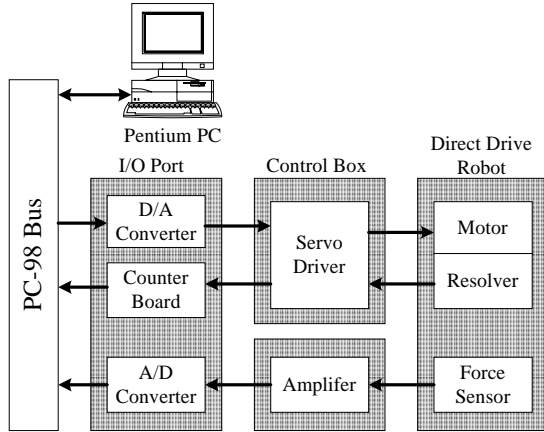 Pentium PC
PC-98 Bus
I/O Port
Control Box
Direct Drive
Robot
D/A
Converter
Counter
Board
A/D
Converter
Servo
Driver
Amplifer
Motor
Resolver
Force
Sensor